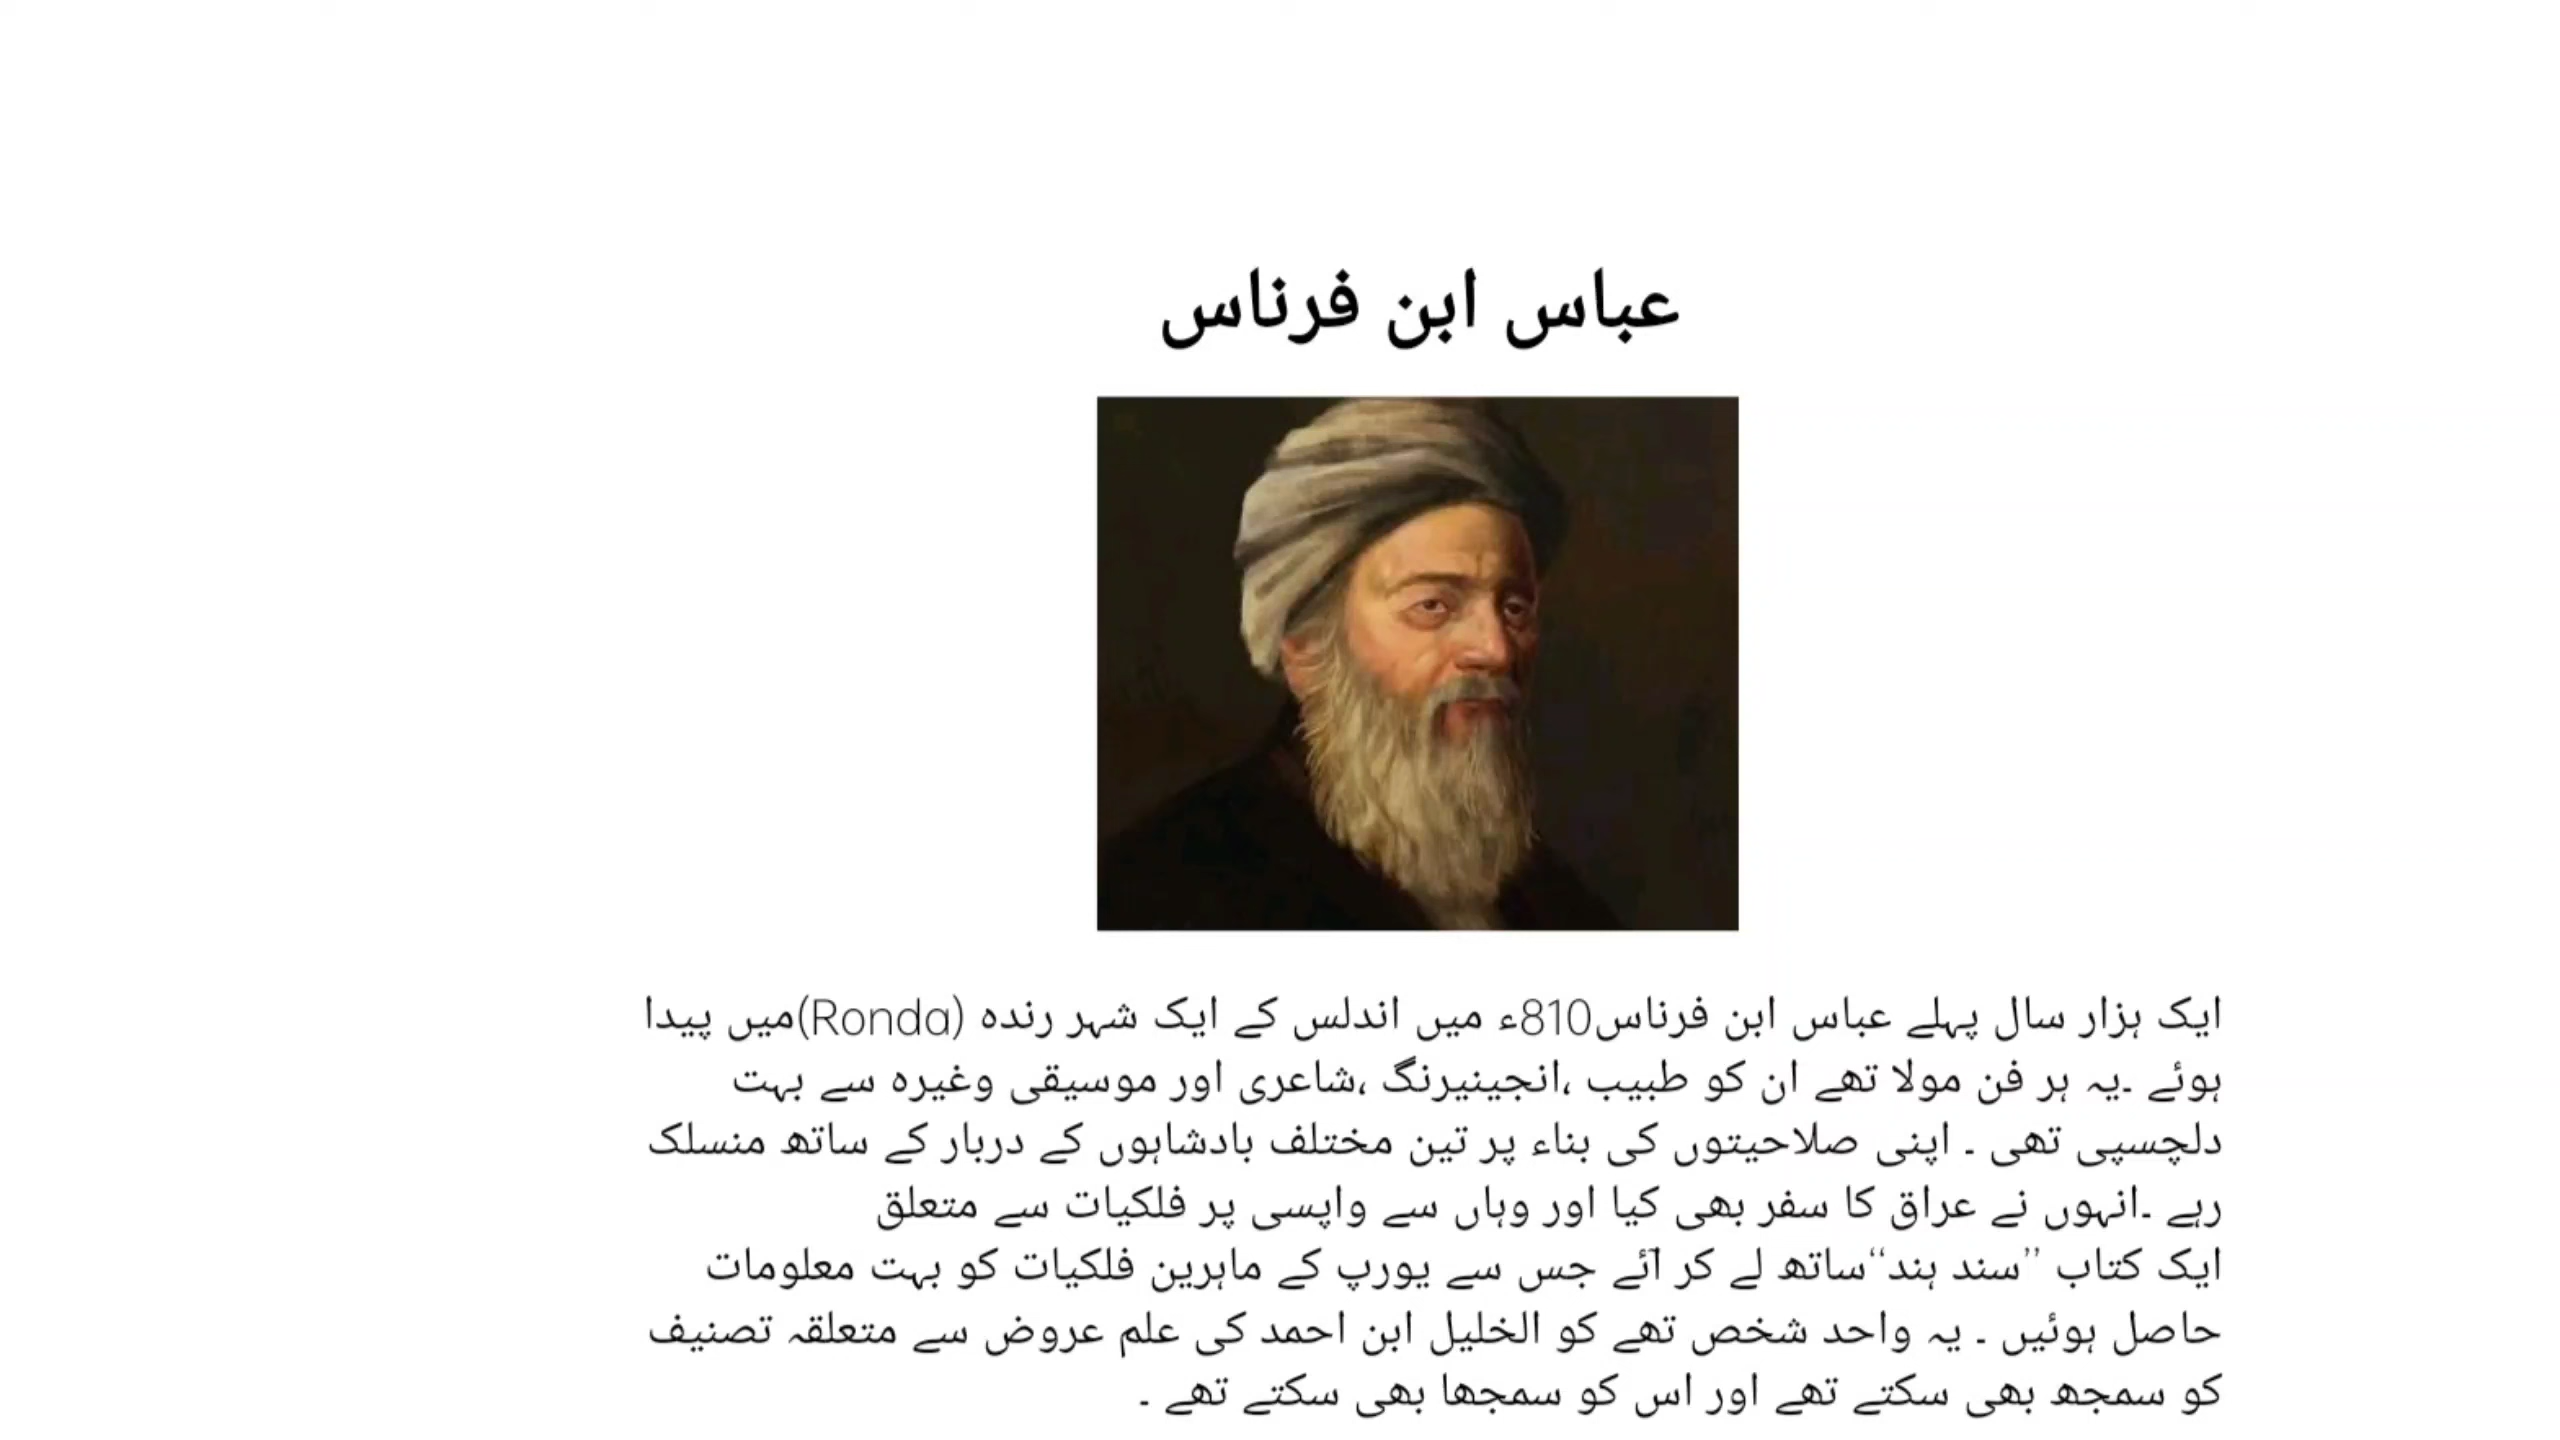 عباس ابن فرناس
ایک ہزار سال پہلے عباس ابن فرناس810ء میں اندلس کے ایک شہر رندہ (Ronda)میں پیدا
ہوئے ۔یہ ہر فن مولا تھے ان کو طبیب ،انجینیرنگ ،شاعری اور موسیقی وغیرہ سے بہت
دلچسپی تھی ۔ اپنی صلاحیتوں کی بناء پر تین مختلف بادشاہوں کے دربار کے ساتھ منسلک
رہے ۔انہوں نے عراق کا سفر بھی کیا اور وہاں سے واپسی پر فلکیات سے متعلق
ایک کتاب ’’سند ہند‘‘ساتھ لے کر آئے جس سے یورپ کے ماہرین فلکیات کو بہت معلومات
حاصل ہوئیں ۔ یہ واحد شخص تھے کو الخلیل ابن احمد کی علم عروض سے متعلقہ تصنیف
کو سمجھ بھی سکتے تھے اور اس کو سمجھا بھی سکتے تھے ۔